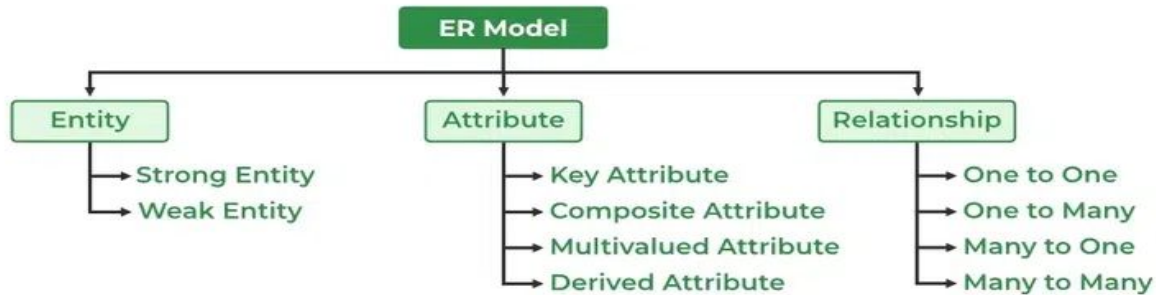 ER Model
Entity
Strong Entity
Weak Entity
Attribute
Key Attribute
Composite Attribute
Multivalued Attribute
Derived Attribute
Relationship
One to One
One to Many
Many to One
Many to Many